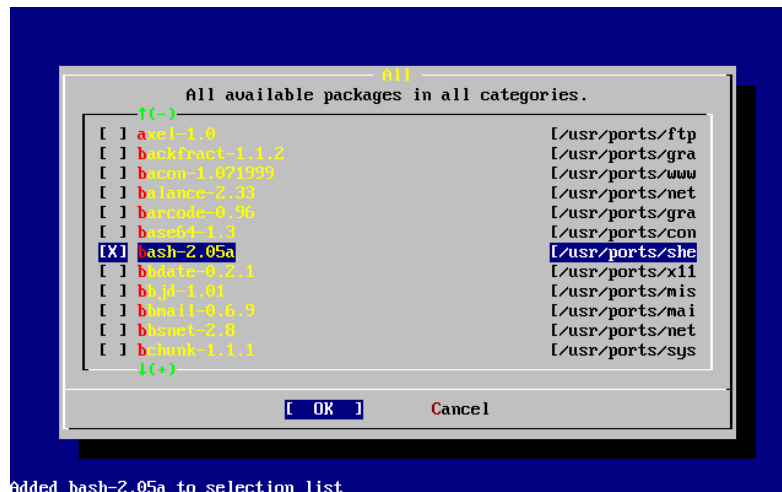 All
All available packages in all categories.
↑(-)
[ ] axel-1.0 [/usr/ports/ftp
[ ] backfract-1.1.2 [/usr/ports/gra
[ ] bacon-1.071999 [/usr/ports/www
[ ] balance-2.33 [/usr/ports/net
[ ] barcode-0.96 [/usr/ports/gra
[ ] base64-1.3 [/usr/ports/con
[X] bash-2.05a [/usr/ports/she
[ ] bbdate-0.2.1 [/usr/ports/x11
[ ] bbjd-1.01 [/usr/ports/mis
[ ] bbmail-0.6.9 [/usr/ports/mai
[ ] bbsnet-2.8 [/usr/ports/net
[ ] bchunk-1.1.1 [/usr/ports/sys
↓(+)
[ OK ] Cancel
Added bash-2.05a to selection list